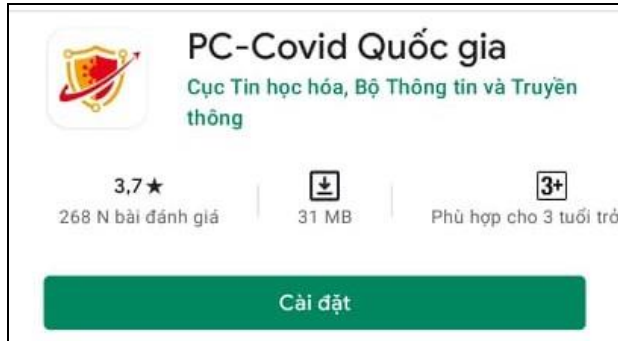 PC-Covid Quốc gia
Cục Tin học hóa, Bộ Thông tin và Truyền
thông
3,7★
268 N bài đánh giá
31 MB
3+
Phù hợp cho 3 tuổi trở
Cài đặt